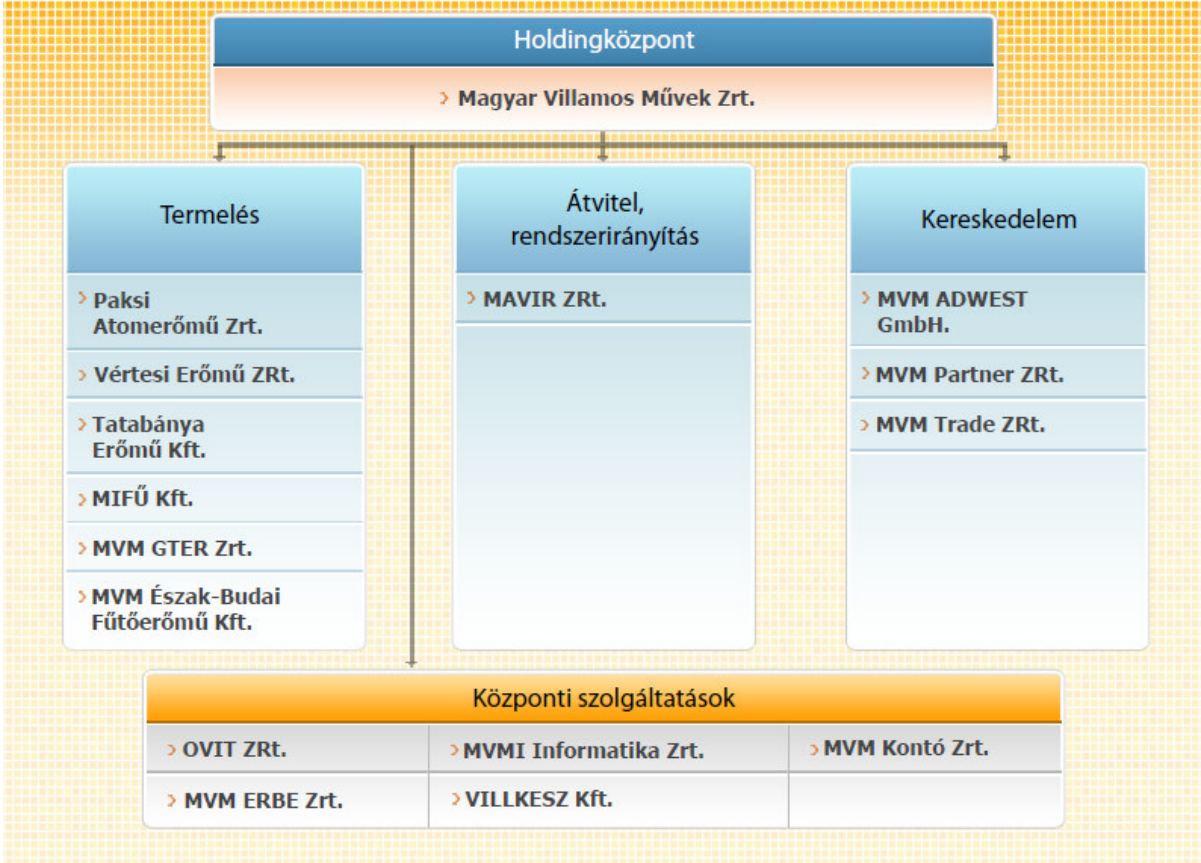 Holdingközpont
Magyar Villamos Művek Zrt.
Termelés
Paksi
Atomerőmű Zrt.
Vértesi Erőmű ZRt.
Tatabánya
Erőmű Kft.
MIFŰ Kft.
MVM GTER Zrt.
MVM Észak-Budai
Fűtőerőmű Kft.
Átvitel,
rendszerirányítás
MAVIR ZRt.
Kereskedelem
MVM ADWEST
GmbH.
MVM Partner ZRt.
MVM Trade ZRt.
Központi szolgáltatások
OVIT ZRt.
MVMI Informatika Zrt.
MVM Kontó Zrt.
MVM ERBE Zrt.
VILLKESZ Kft.